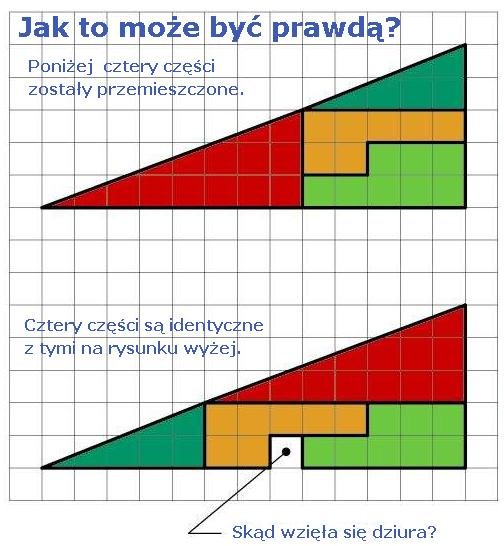 Jak to może być prawdą?
Poniżej cztery części
zostały przemieszczone.
Cztery części są identyczne
z tymi na rysunku wyżej.
Skąd wzięła się dziura?